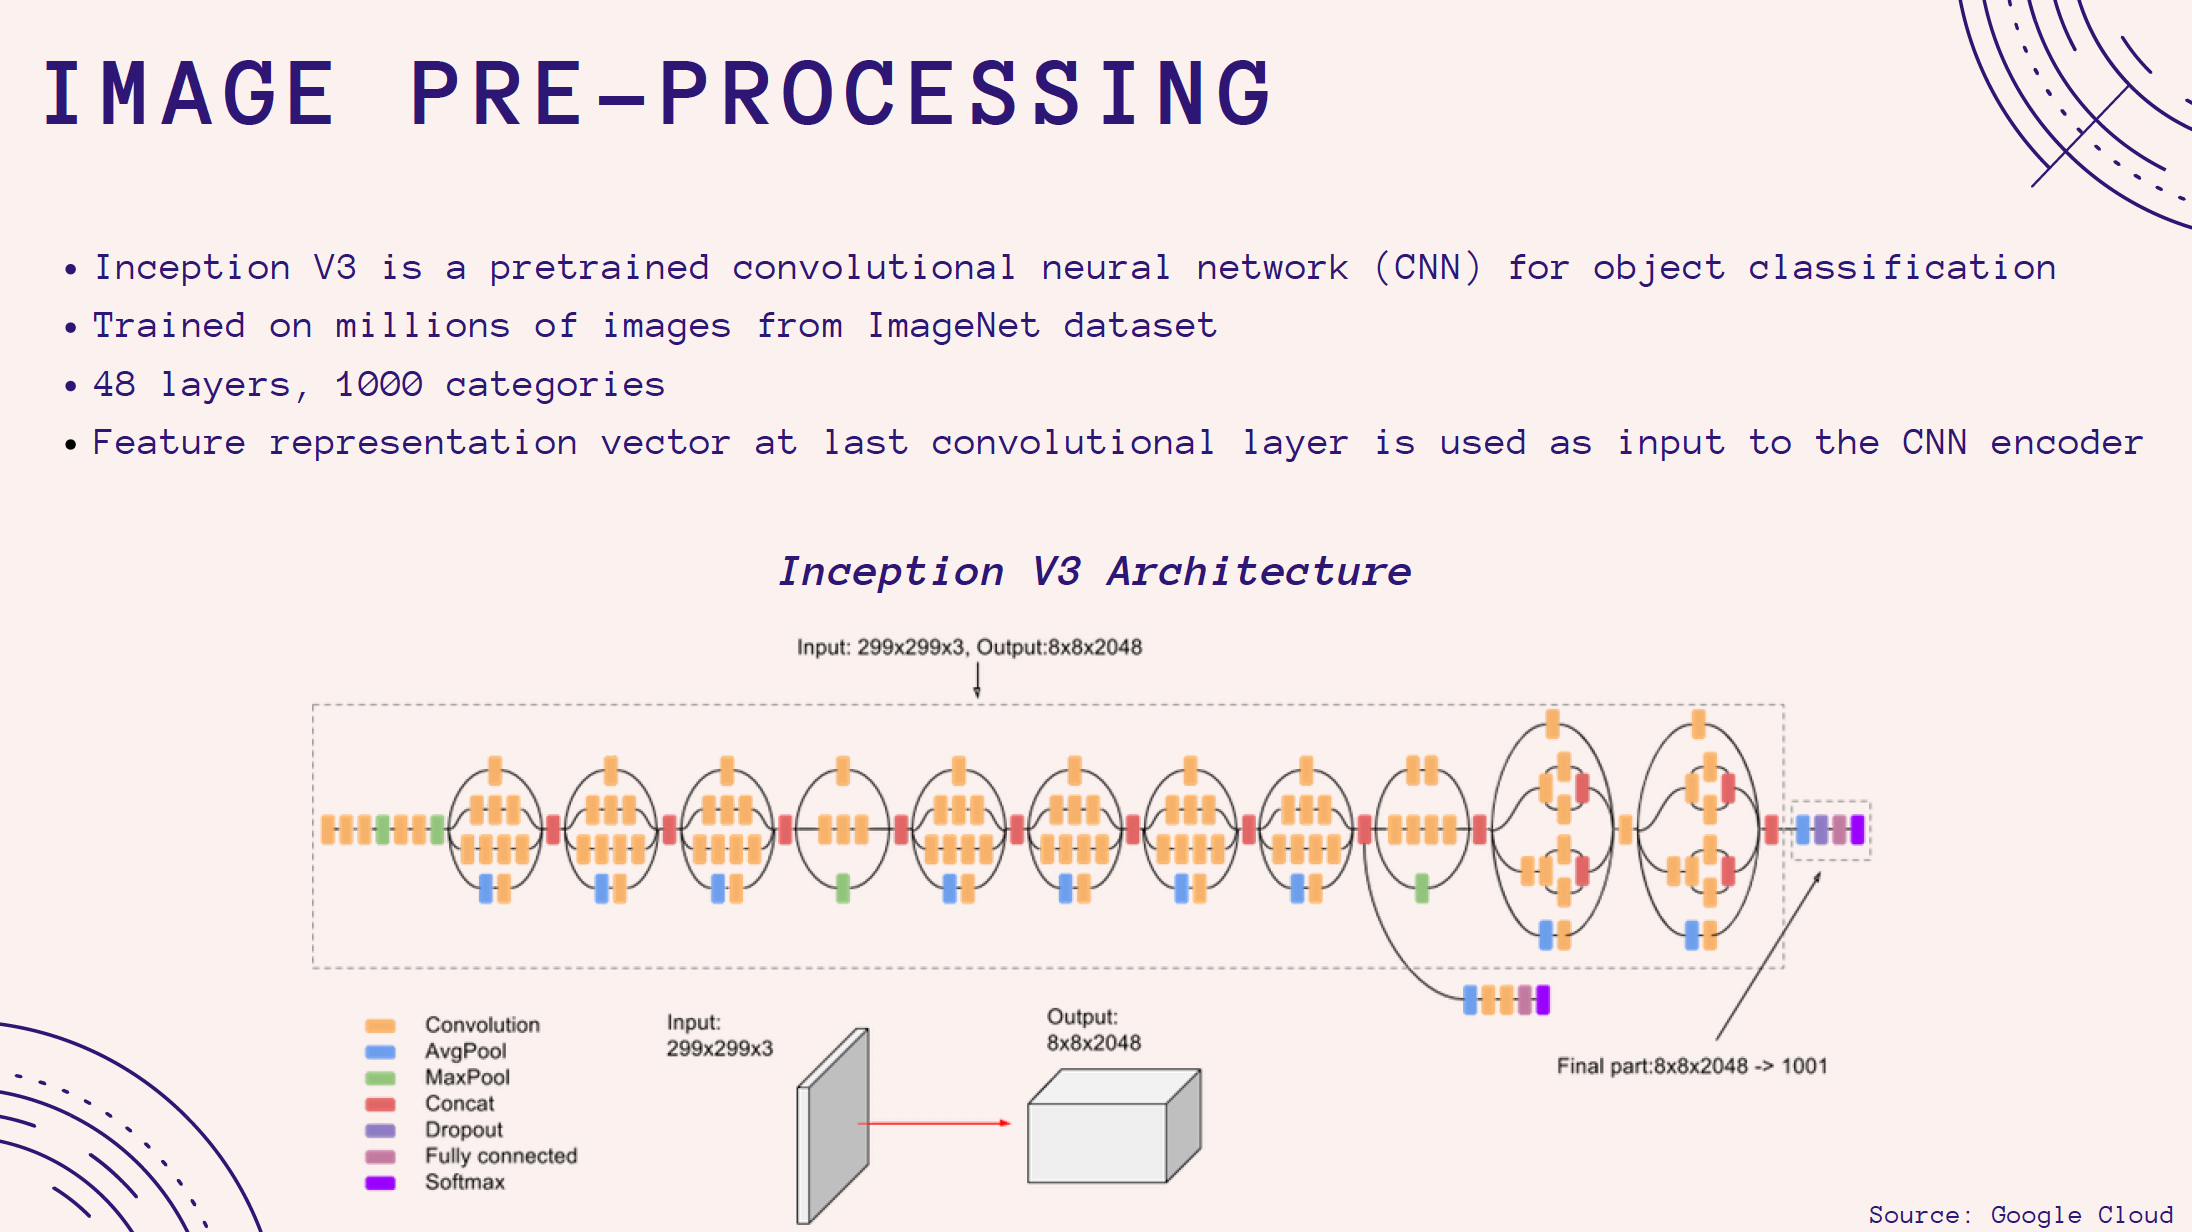 IMAGE PRE-PROCESSING
• Inception V3 is a pretrained convolutional neural network (CNN) for object classification
• Trained on millions of images from ImageNet dataset
• 48 layers, 1000 categories
• Feature representation vector at last convolutional layer is used as input to the CNN encoder
Inception V3 Architecture
Input: 299x299x3, Output:8x8x2048
Convolution
AvgPool
MaxPool
Concat
Dropout
Fully connected
Softmax
Input:
299x299x3
Output:
8x8x2048
Final part:8x8x2048 -> 1001
Source: Google Cloud